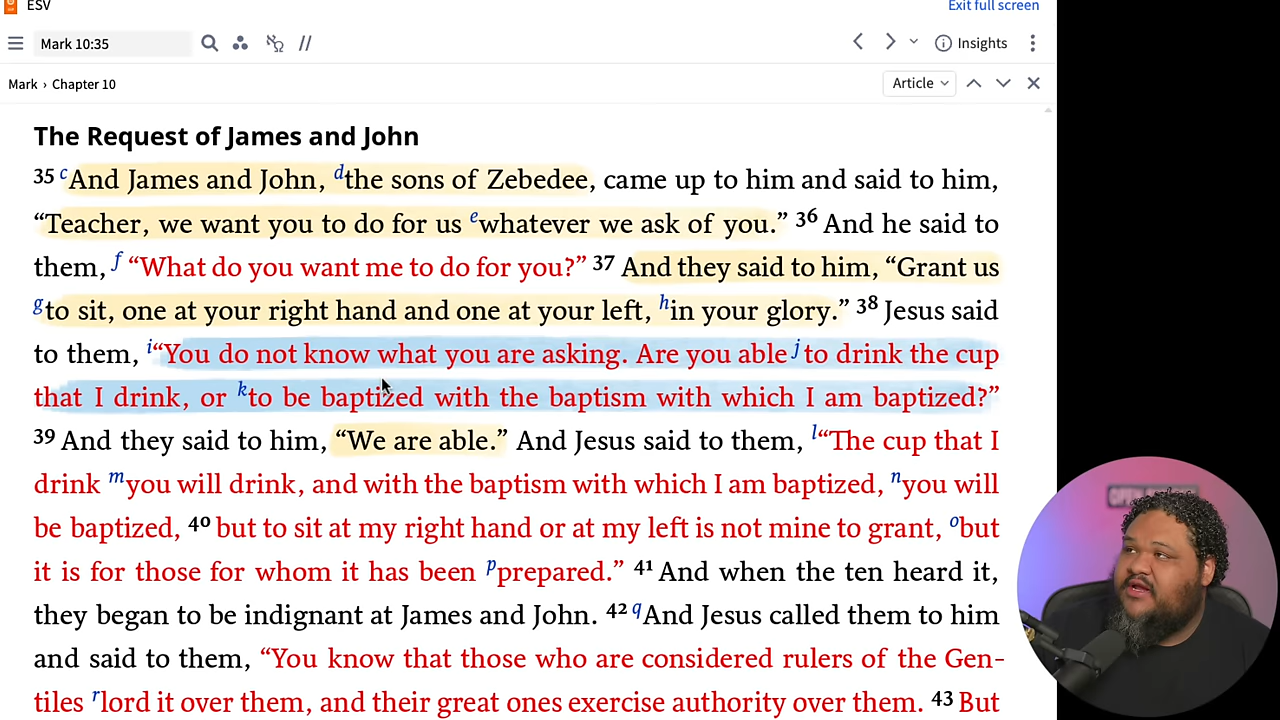 ESV
Exit full screen
Mark 10:35
Insights
Mark › Chapter 10
Article
The Request of James and John
35 c And James and John, d the sons of Zebedee, came up to him and said to him,
“Teacher, we want you to do for us e whatever we ask of you.” 36 And he said to
them, f “What do you want me to do for you?” 37 And they said to him, “Grant us
g to sit, one at your right hand and one at your left, h in your glory.” 38 Jesus said
to them, i “You do not know what you are asking. Are you able j to drink the cup
that I drink, or k to be baptized with the baptism with which I am baptized?”
39 And they said to him, “We are able.” And Jesus said to them, l “The cup that I
drink m you will drink, and with the baptism with which I am baptized, n you will
be baptized, 40 but to sit at my right hand or at my left is not mine to grant, o but
it is for those for whom it has been p prepared.” 41 And when the ten heard it,
they began to be indignant at James and John. 42 q And Jesus called them to him
and said to them, “You know that those who are considered rulers of the Gen-
tiles r lord it over them, and their great ones exercise authority over them. 43 But